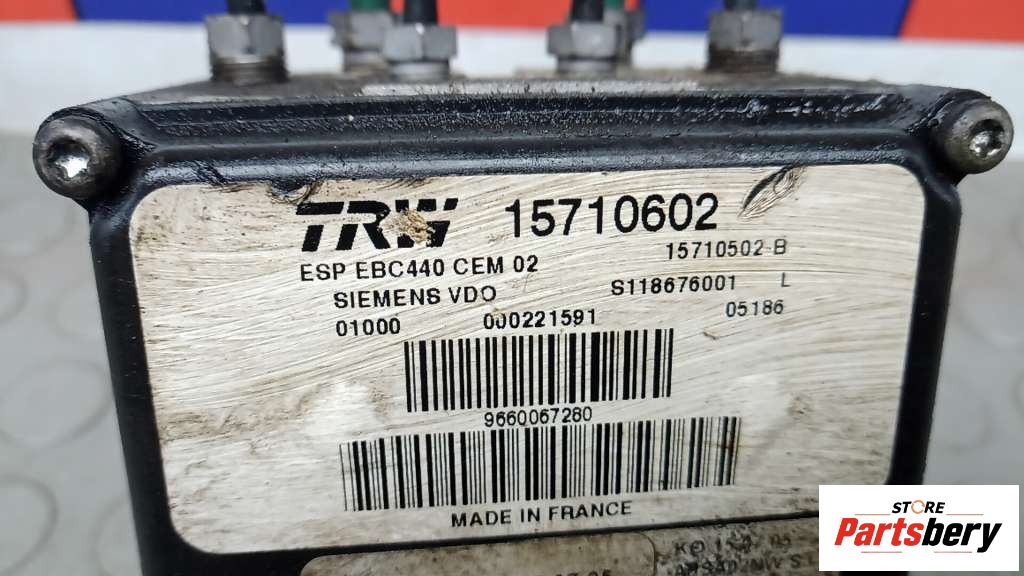 TRW 15710602
ESP EBC440 CEM 02 15710502-B
SIEMENS VDO S118676001 L
01000 000221591 05186
9660067280
MADE IN FRANCE
STORE
Partsbery